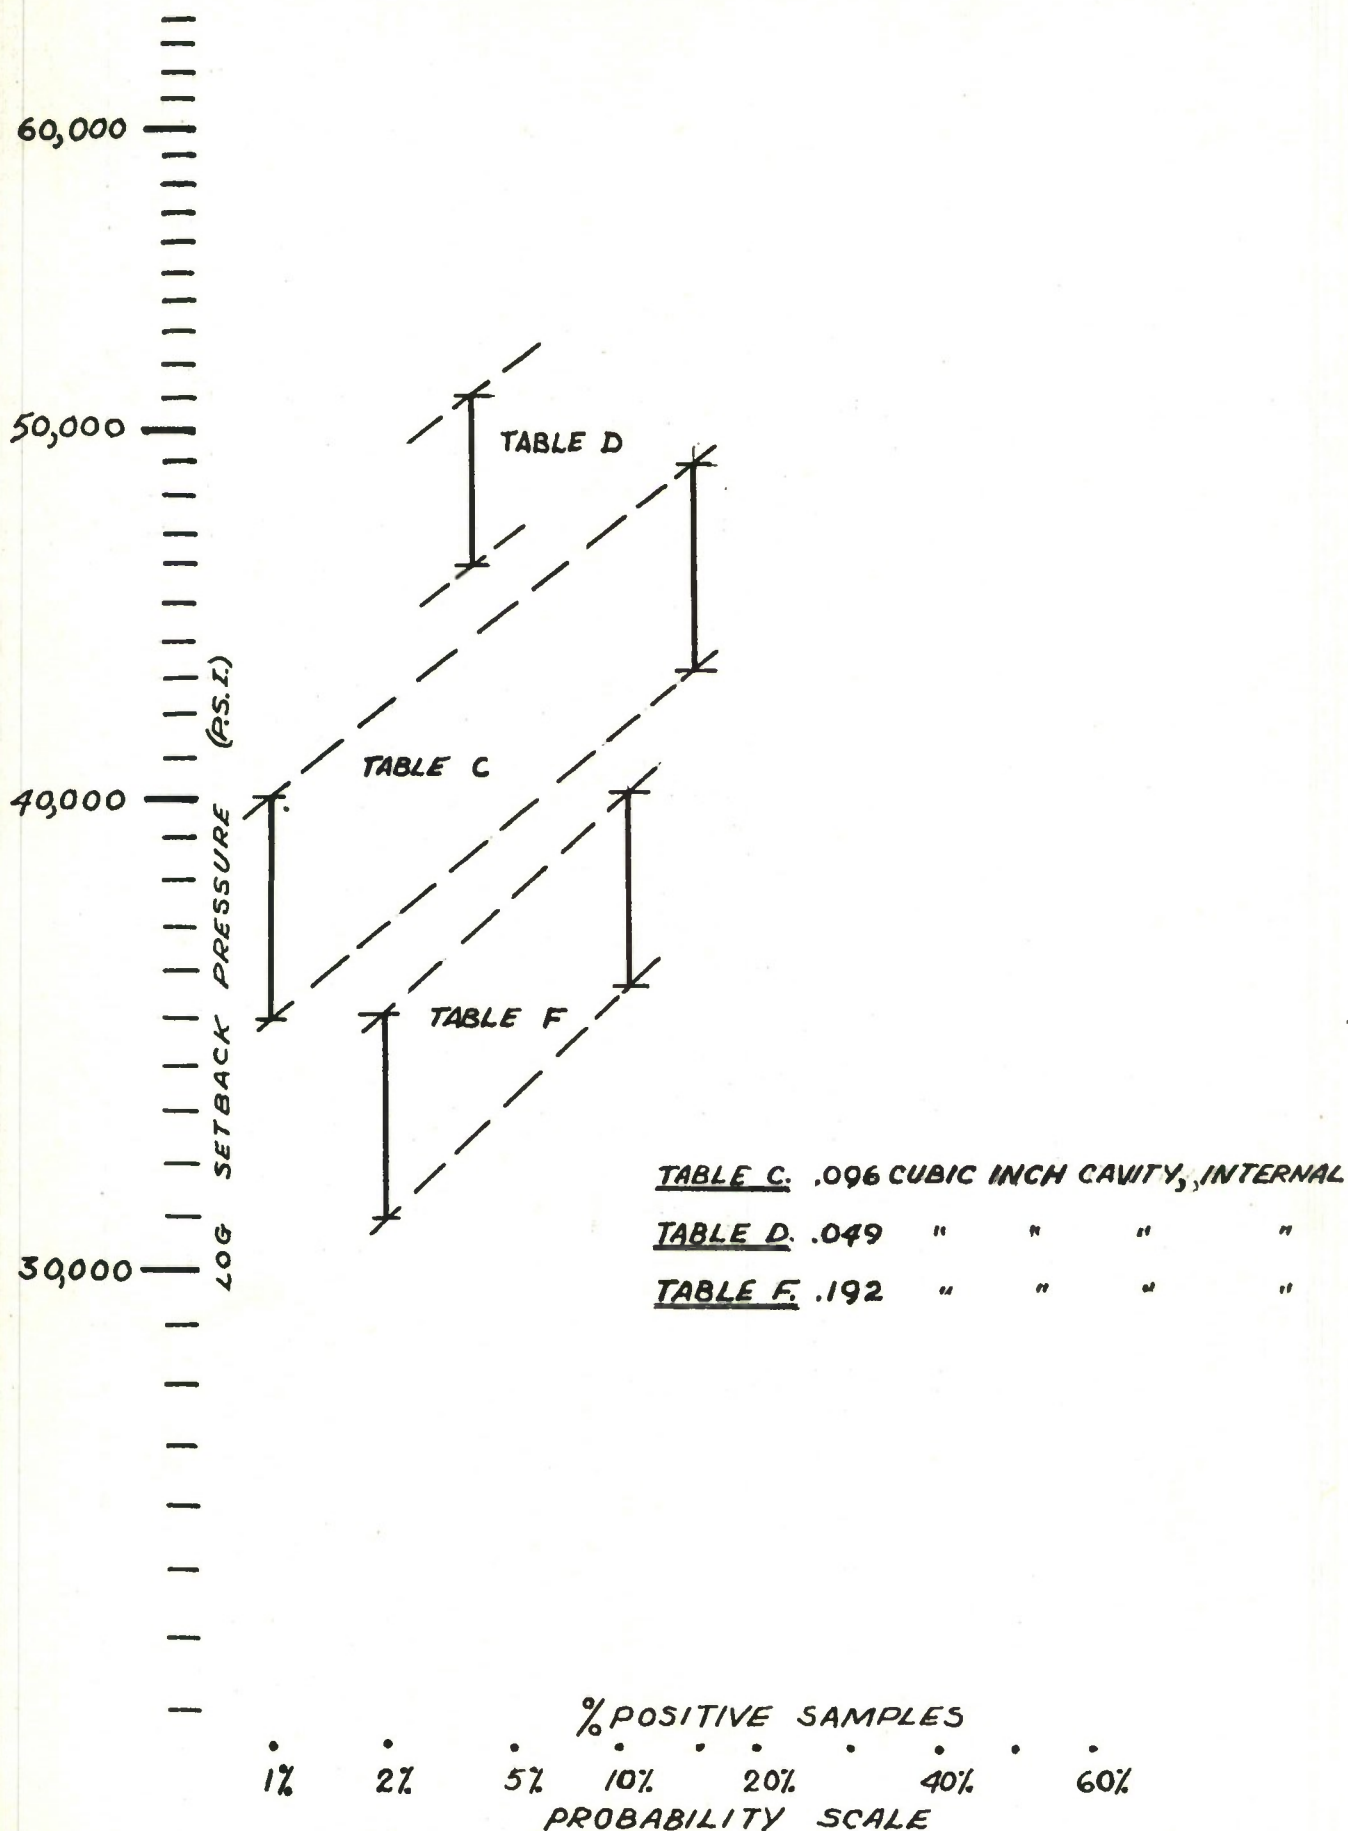 60,000
50,000
TABLE D
LOG SETBACK PRESSURE (P.S.I.)
TABLE C
40,000
TABLE F
TABLE C. .096 CUBIC INCH CAVITY, INTERNAL
TABLE D. .049 " " " "
30,000
TABLE F. .192 " " " "
% POSITIVE SAMPLES
1% 2% 5% 10% 20% 40% 60%
PROBABILITY SCALE